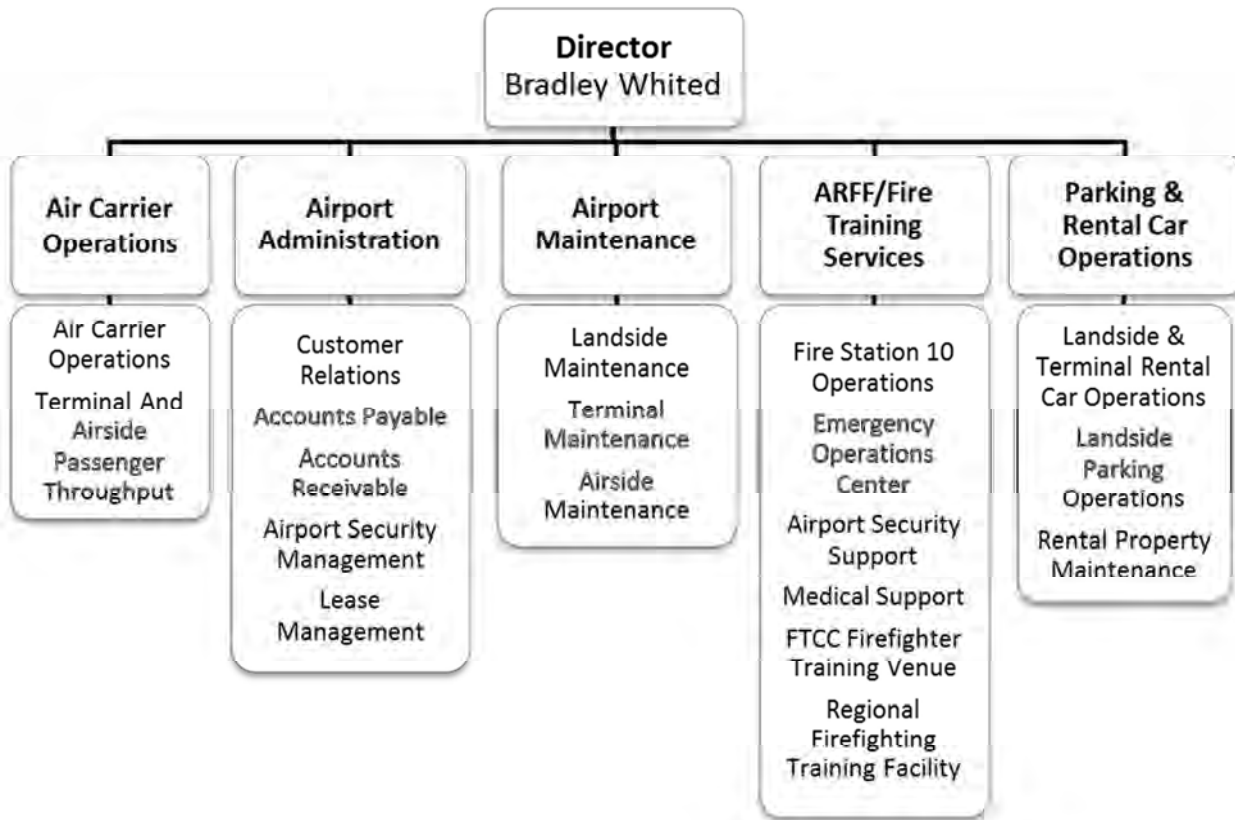 Director
Bradley Whited
Air Carrier
Operations
Airport
Administration
Airport
Maintenance
ARFF/Fire
Training
Services
Parking &
Rental Car
Operations
Air Carrier
Operations
Terminal And
Airside
Passenger
Throughput
Customer
Relations
Accounts Payable
Accounts
Receivable
Airport Security
Management
Lease
Management
Landside
Maintenance
Terminal
Maintenance
Airside
Maintenance
Fire Station 10
Operations
Emergency
Operations
Center
Airport Security
Support
Medical Support
FTCC Firefighter
Training Venue
Regional
Firefighting
Training Facility
Landside &
Terminal Rental
Car Operations
Landside
Parking
Operations
Rental Property
Maintenance